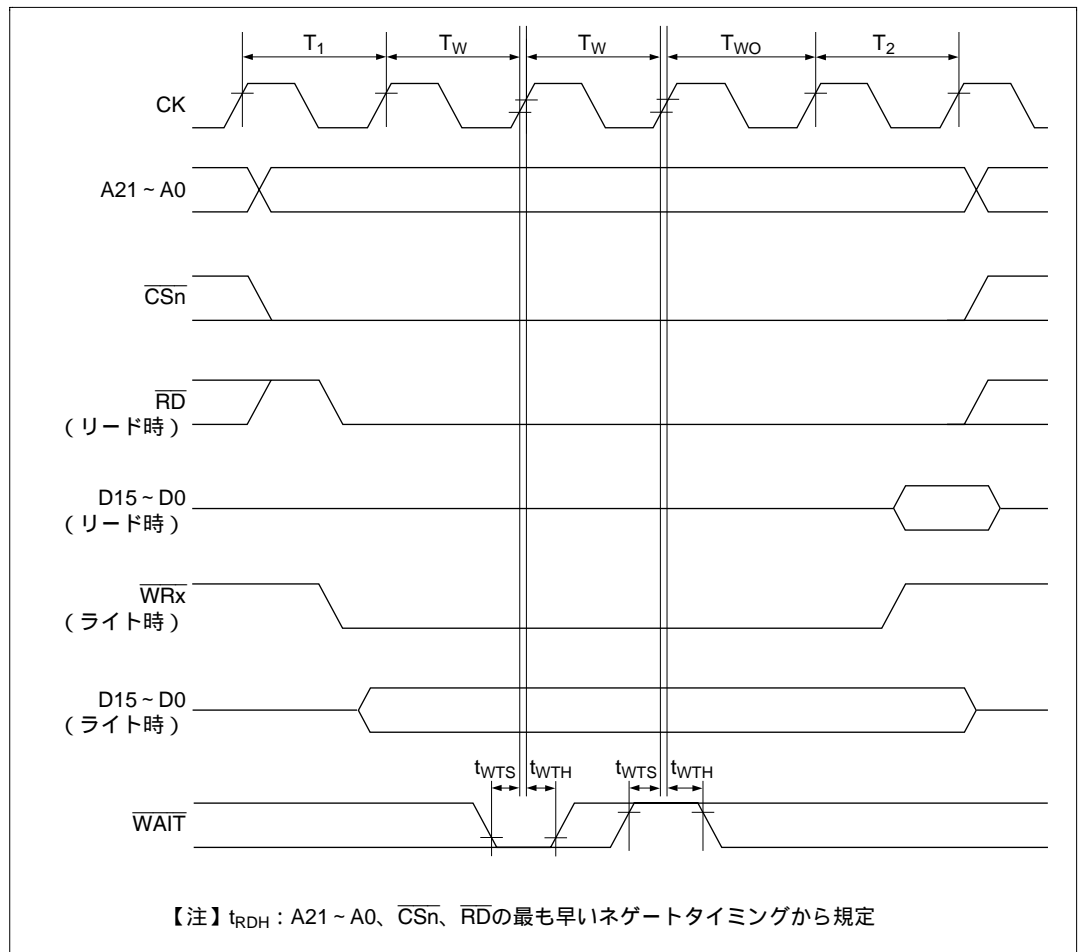 T1 TW TW TWO T2
CK
A21 ~ A0
CSn
RD
(リード時)
D15 ~ D0
(リード時)
WRx
(ライト時)
D15 ~ D0
(ライト時)
tWTS tWTH tWTS tWTH
WAIT
【注】tRDH : A21 ~ A0、CSn、RDの最も早いネゲートタイミングから規定